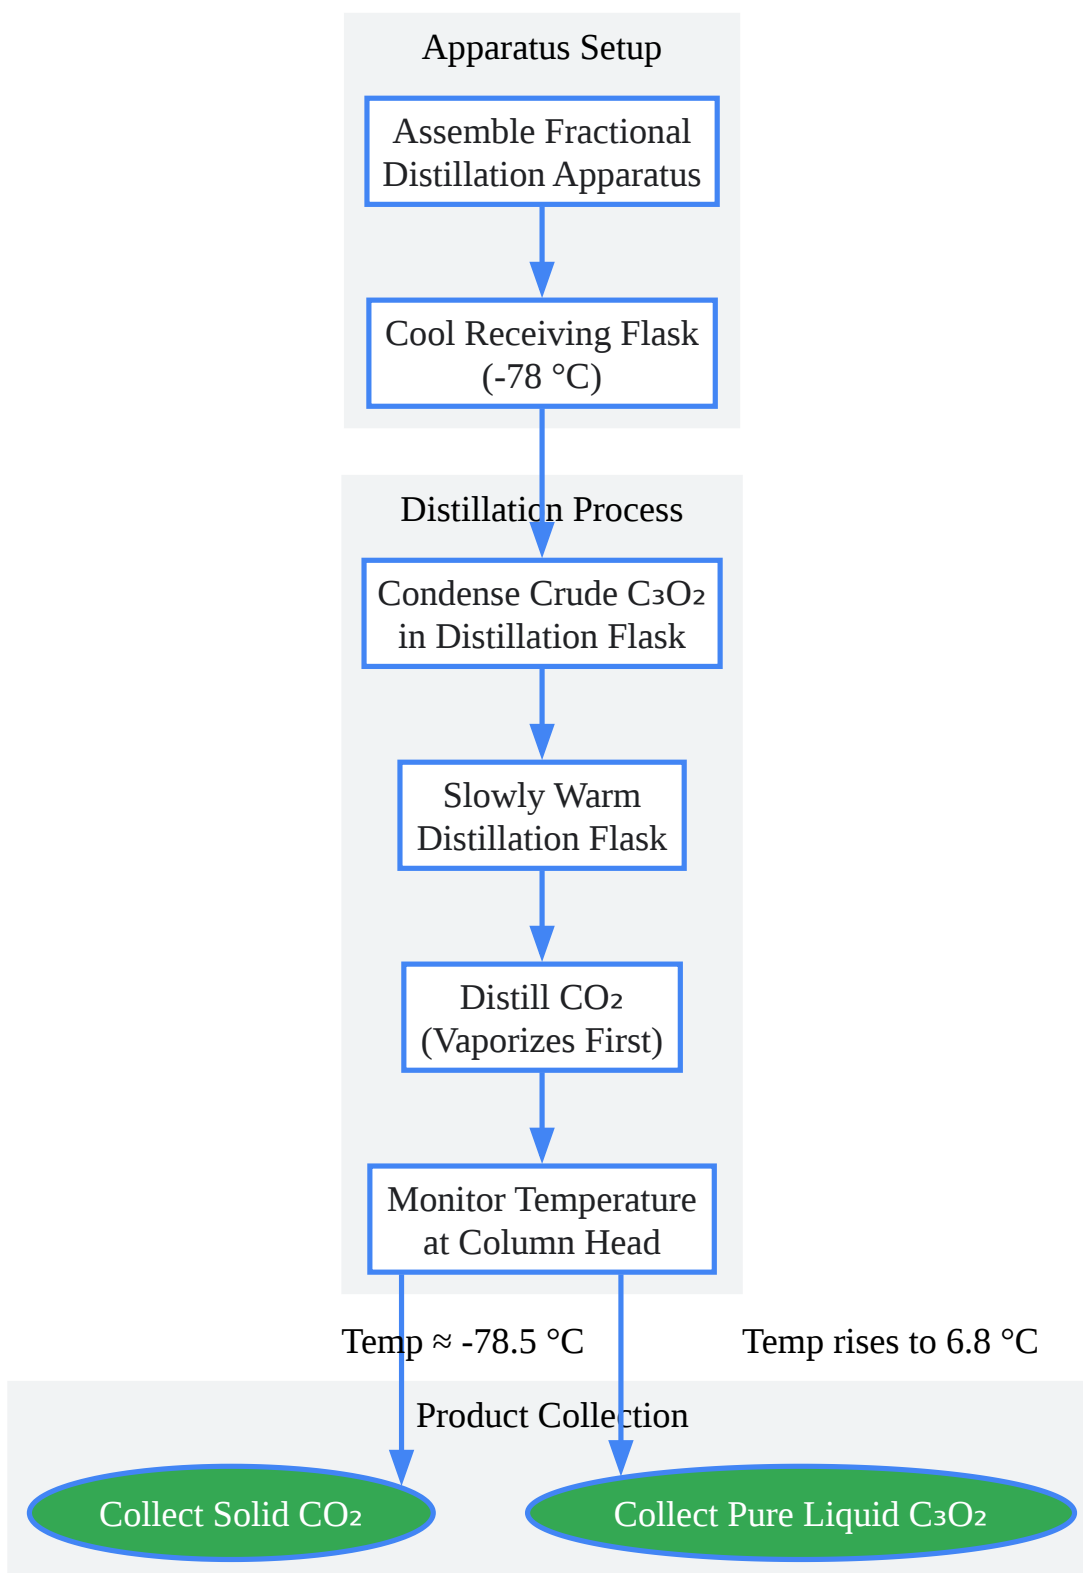 Apparatus Setup
Assemble Fractional
Distillation Apparatus
Cool Receiving Flask
(-78 °C)
Distillation Process
Condense Crude C₃O₂
in Distillation Flask
Slowly Warm
Distillation Flask
Distill CO₂
(Vaporizes First)
Monitor Temperature
at Column Head
Temp ≈ -78.5 °C
Temp rises to 6.8 °C
Product Collection
Collect Solid CO₂
Collect Pure Liquid C₃O₂